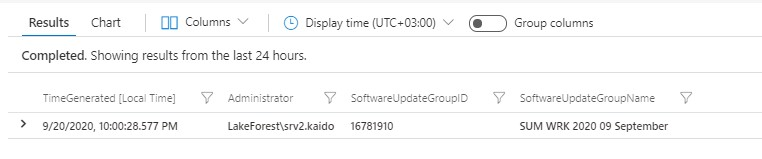 Results Chart Columns Display time (UTC+03:00) Group columns
Completed. Showing results from the last 24 hours.
TimeGenerated [Local Time] Administrator SoftwareUpdateGroupID SoftwareUpdateGroupName
9/20/2020, 10:00:28.577 PM LakeForest\srv2.kaido 16781910 SUM WRK 2020 09 September